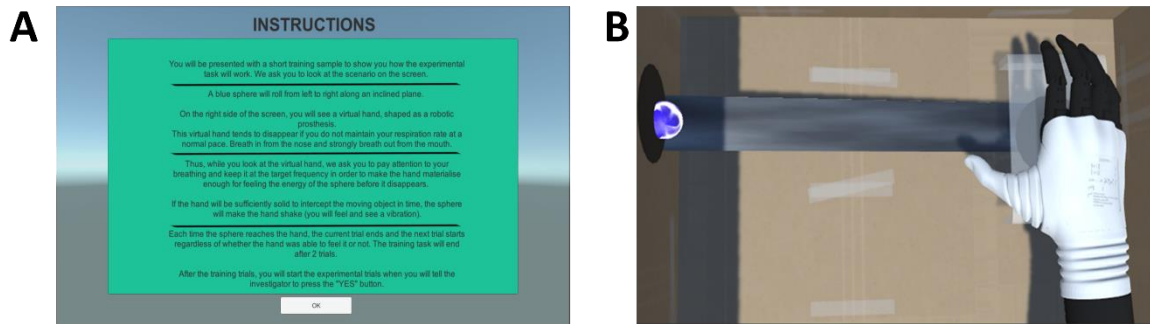 A
INSTRUCTIONS
You will be presented with a short training sample to show you how the experimental
task will work. We ask you to look at the scenario on the screen.
A blue sphere will roll from left to right along an inclined plane.
On the right side of the screen, you will see a virtual hand, shaped as a robotic
prosthesis.
This virtual hand tends to disappear if you do not maintain your respiration rate at a
normal pace. Breath in from the nose and strongly breath out from the mouth.
Thus, while you look at the virtual hand, we ask you to pay attention to your
breathing and keep it at the target frequency in order to make the hand materialise
enough for feeling the energy of the sphere before it disappears.
If the hand will be sufficiently solid to intercept the moving object in time, the sphere
will make the hand shake (you will feel and see a vibration).
Each time the sphere reaches the hand, the current trial ends and the next trial starts
regardless of whether the hand was able to feel it or not. The training task will end
after 2 trials.
After the training trials, you will start the experimental trials when you will tell the
investigator to press the "YES" button.
OK
B